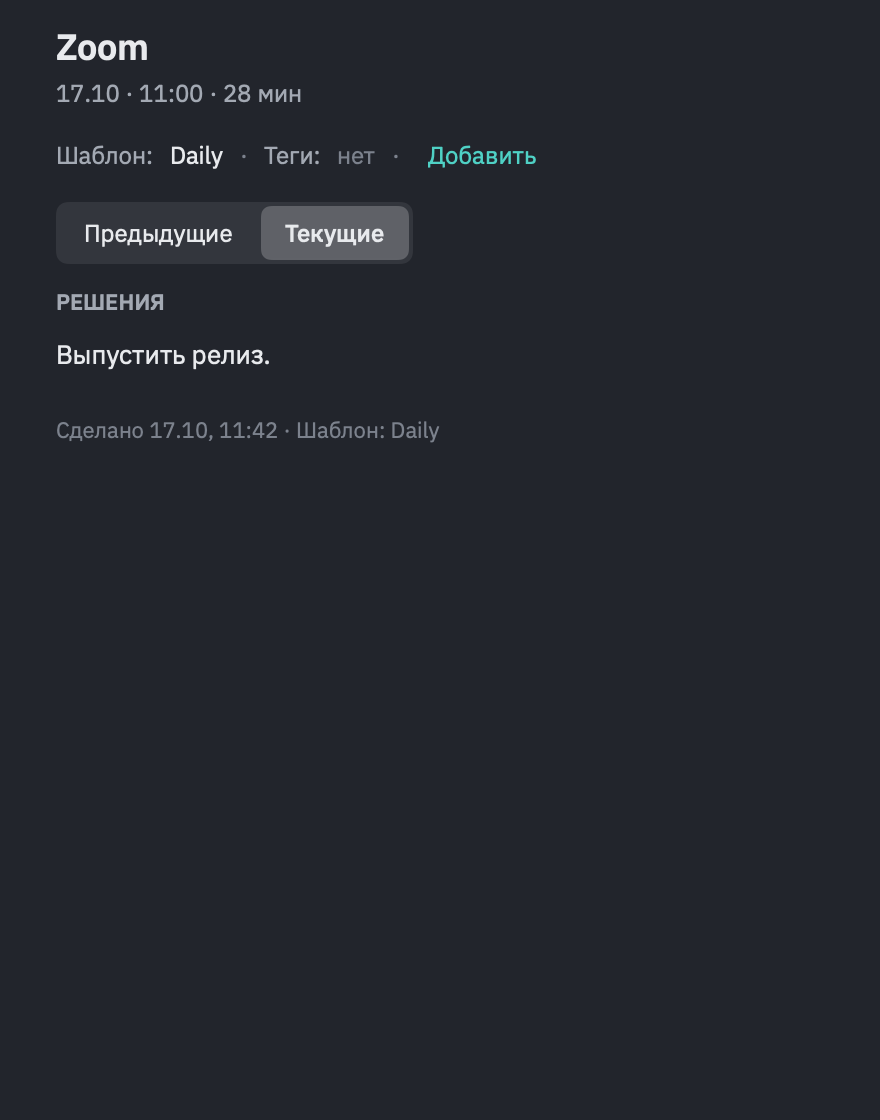 Zoom
17.10 · 11:00 · 28 мин
Шаблон: Daily · Теги: нет · Добавить
Предыдущие Текущие
РЕШЕНИЯ
Выпустить релиз.
Сделано 17.10, 11:42 · Шаблон: Daily